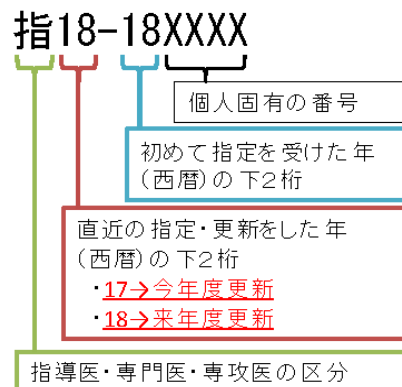 指18-18XXXX
個人固有の番号
初めて指定を受けた年
(西暦)の下2桁
直近の指定・更新をした年
(西暦)の下2桁
・17→今年度更新
・18→来年度更新
指導医・専門医・専攻医の区分